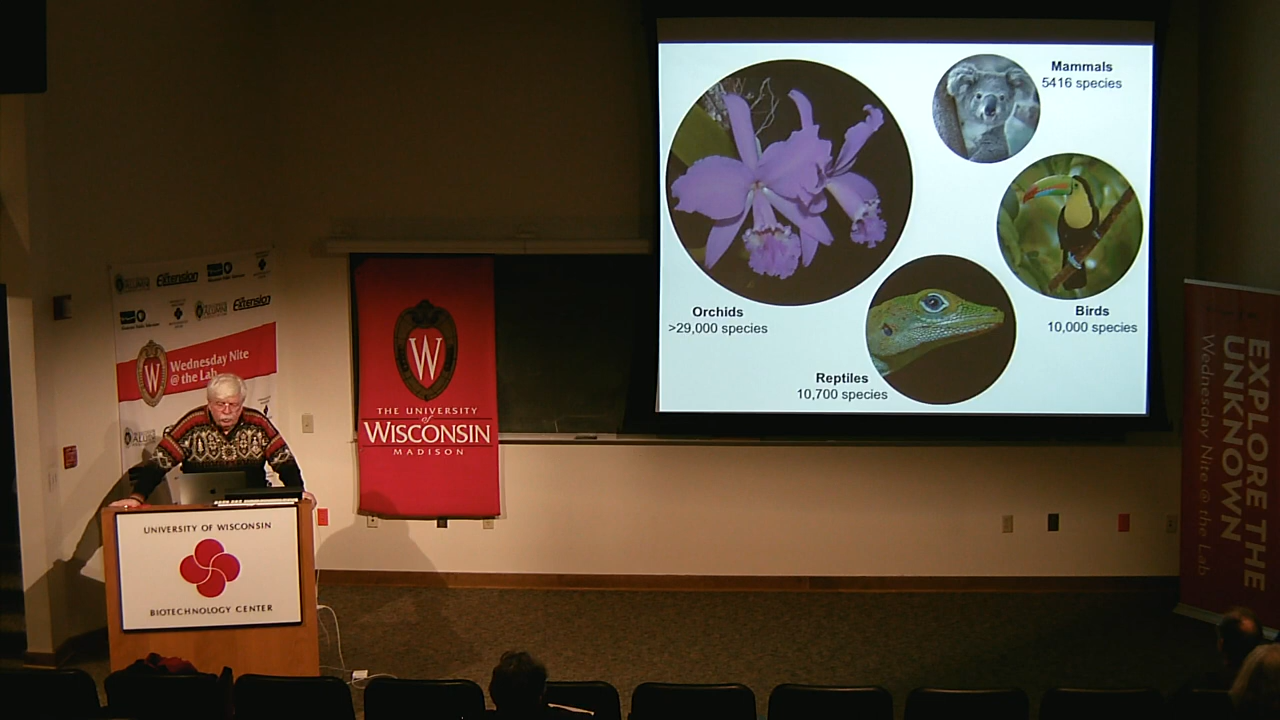 Mammals
5416 species
Orchids
>29,000 species
Birds
10,000 species
Reptiles
10,700 species
Extension
Extension
Wednesday Nite
@ the Lab
W
THE UNIVERSITY
of
WISCONSIN
MADISON
UNIVERSITY OF WISCONSIN
BIOTECHNOLOGY CENTER
EXPLORE THE
UNKNOWN
Wednesday Nite @ the Lab